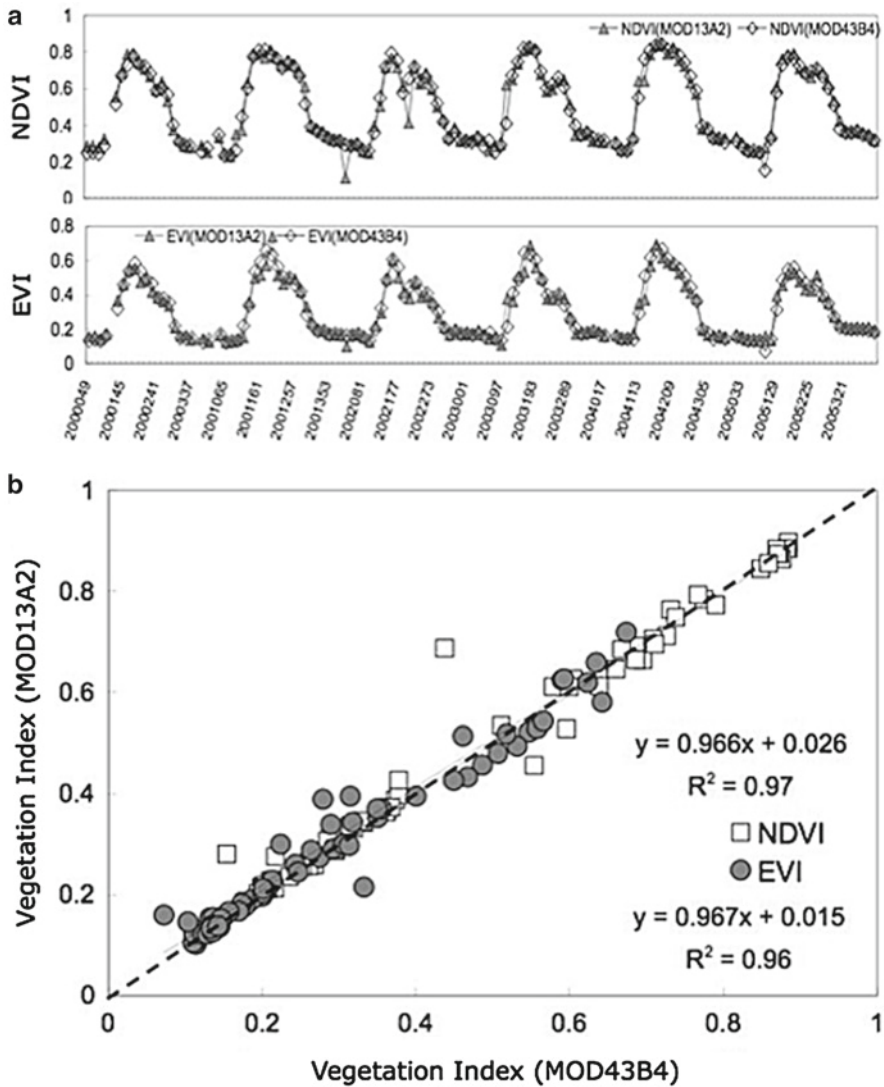 a
1
NDVI(MOD13A2) NDVI(MOD43B4)
0.8
0.6
0.4
0.2
0
NDVI
0.8
EVI(MOD13A2) EVI(MOD43B4)
0.6
0.4
0.2
0
EVI
2000049 2000145 2000241 2000337 2001065 2001161 2001257 2001353 2002081 2002177 2002273 2003001 2003097 2003193 2003289 2004017 2004113 2004209 2004305 2005033 2005129 2005225 2005321
b
1
0.8
0.6
0.4
0.2
0
Vegetation Index (MOD13A2)
y = 0.966x + 0.026
R² = 0.97
NDVI
EVI
y = 0.967x + 0.015
R² = 0.96
0 0.2 0.4 0.6 0.8 1
Vegetation Index (MOD43B4)